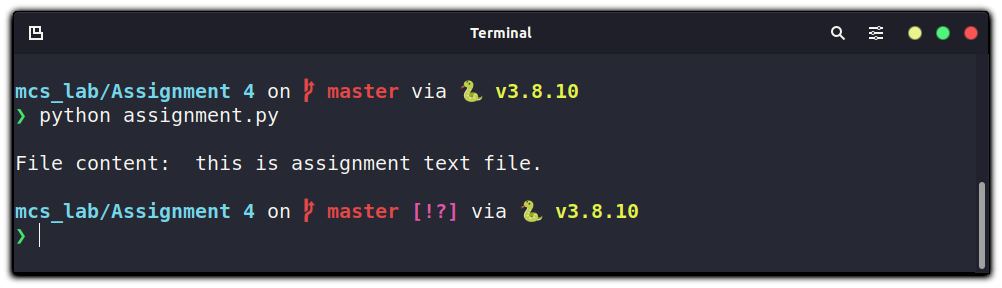 Terminal
mcs_lab/Assignment 4 on master via 🐍 v3.8.10
❯ python assignment.py
File content:  this is assignment text file.
mcs_lab/Assignment 4 on master [!?] via 🐍 v3.8.10
❯